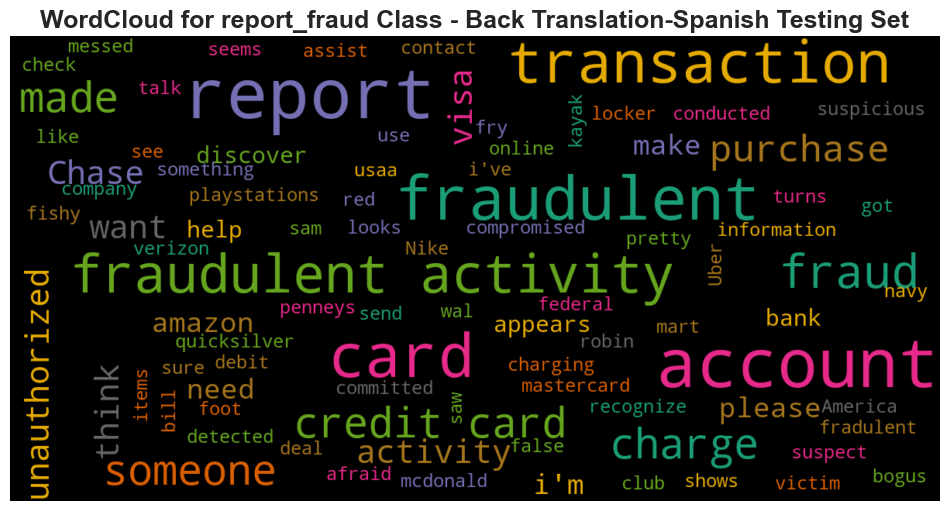 WordCloud for report_fraud Class - Back Translation-Spanish Testing Set
messed
seems
assist
contact
transaction
check
talk
report
visa
made
kayak
locker
conducted
suspicious
like
use
fry
see
discover
online
make
purchase
Chase
something
usaa
i've
company
playstations
red
fraudulent
turns
got
fishy
want
help
sam
looks
compromised
pretty
information
verizon
Nike
Uber
fraudulent activity
fraud
navy
unauthorized
penneys
send
wal
federal
amazon
appears
mart
bank
quicksilver
robin
card
account
sure
debit
charging
think
items
bill
need
committed
mastercard
foot
saw
recognize
please
America
credit card
fradulent
detected
deal
activity
false
charge
suspect
someone
afraid
mcdonald
i'm
club
shows
victim
bogus